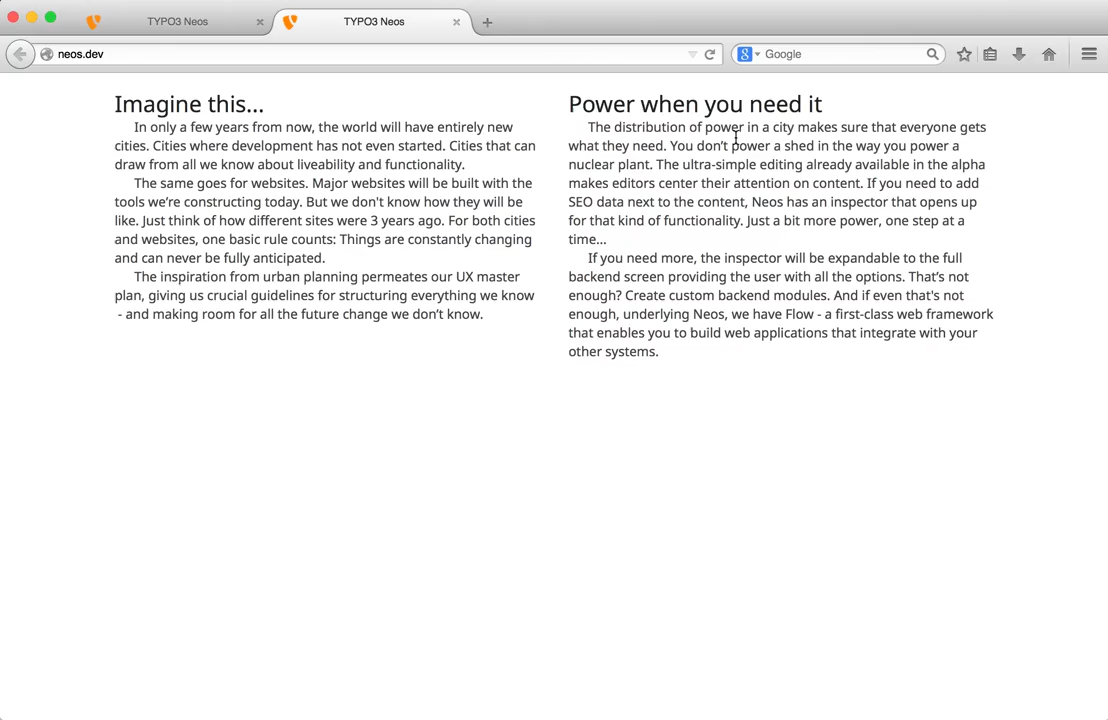 TYPO3 Neos
TYPO3 Neos
neos.dev
Google
Imagine this...
In only a few years from now, the world will have entirely new
cities. Cities where development has not even started. Cities that can
draw from all we know about liveability and functionality.
The same goes for websites. Major websites will be built with the
tools we’re constructing today. But we don't know how they will be
like. Just think of how different sites were 3 years ago. For both cities
and websites, one basic rule counts: Things are constantly changing
and can never be fully anticipated.
The inspiration from urban planning permeates our UX master
plan, giving us crucial guidelines for structuring everything we know
- and making room for all the future change we don’t know.
Power when you need it
The distribution of power in a city makes sure that everyone gets
what they need. You don’t power a shed in the way you power a
nuclear plant. The ultra-simple editing already available in the alpha
makes editors center their attention on content. If you need to add
SEO data next to the content, Neos has an inspector that opens up
for that kind of functionality. Just a bit more power, one step at a
time...
If you need more, the inspector will be expandable to the full
backend screen providing the user with all the options. That’s not
enough? Create custom backend modules. And if even that's not
enough, underlying Neos, we have Flow - a first-class web framework
that enables you to build web applications that integrate with your
other systems.